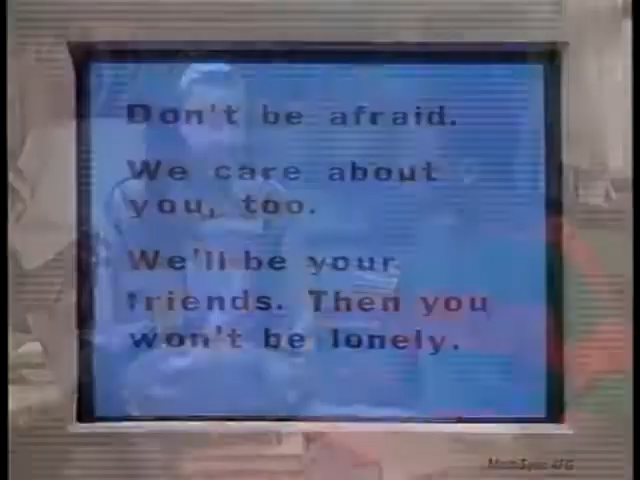 Don't be afraid.
We care about
you, too.
We'll be your
friends. Then you
won't be lonely.